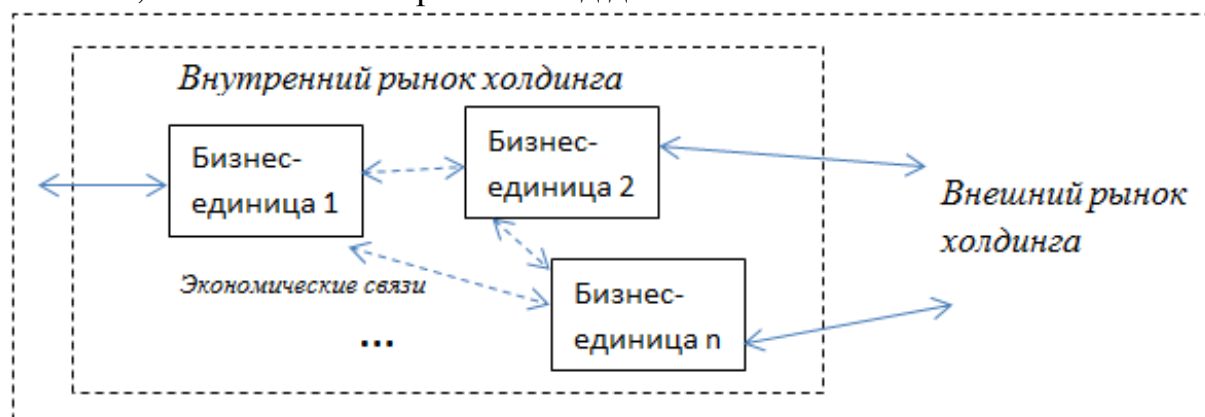 Внутренний рынок холдинга
Бизнес-
единица 1
Бизнес-
единица 2
Внешний рынок
холдинга
Экономические связи
Бизнес-
единица n
...